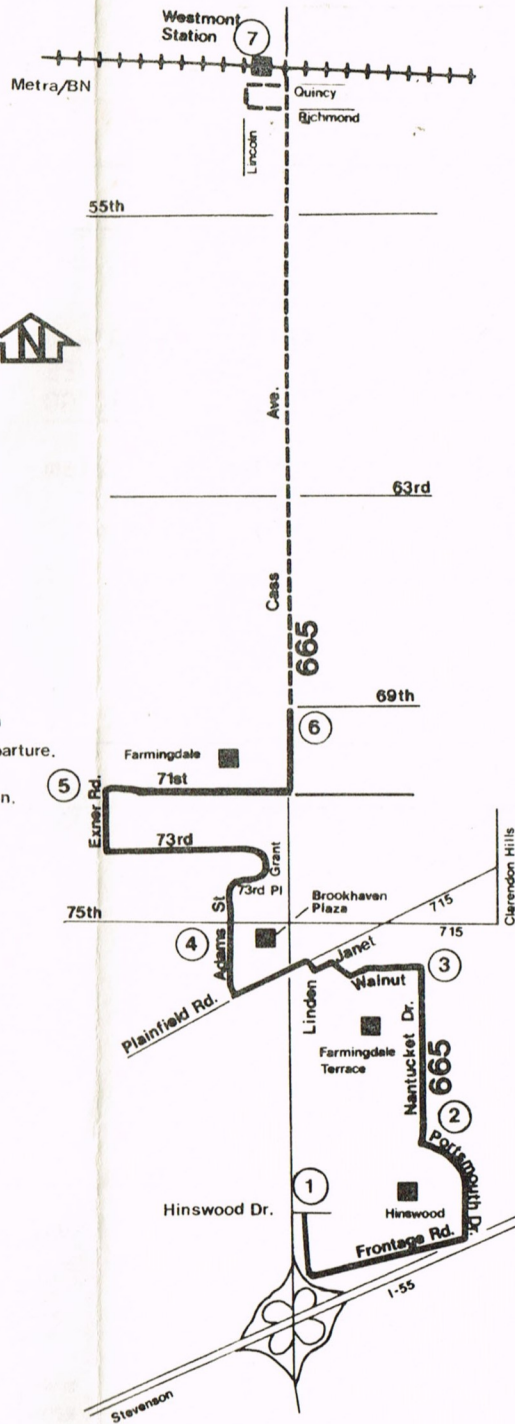 Westmont
Station
7
Metra/BN
Quincy
Richmond
Lincoln
55th
N
Ave.
63rd
Cass
665
69th
6
Farmingdale
parture.
5
71st
n.
Exner Rd.
73rd
Grant
73rd Pl
Clarendon Hills
Brookhaven
Plaza
715
75th
St
715
4
Adams
Janet
3
Walnut
Plainfield Rd.
Linden
Farmingdale
Terrace
Nantucket Dr.
665
2
Portsmouth Dr.
1
Hinswood Dr.
Hinswood
Frontage Rd.
I-55
Stevenson